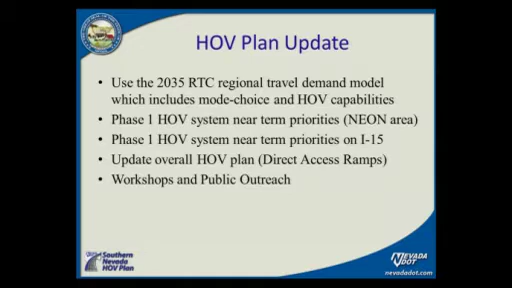 HOV Plan Update
• Use the 2035 RTC regional travel demand model
which includes mode-choice and HOV capabilities
• Phase 1 HOV system near term priorities (NEON area)
• Phase 1 HOV system near term priorities on I-15
• Update overall HOV plan (Direct Access Ramps)
• Workshops and Public Outreach
Southern
Nevada
HOV Plan
NEVADA
DOT
nevadadot.com